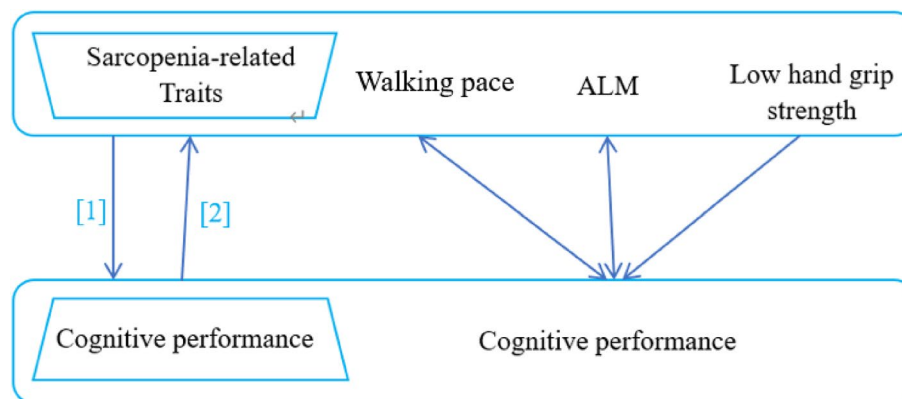 Sarcopenia-related
Traits
Walking pace
ALM
Low hand grip
strength
[1]
[2]
Cognitive performance
Cognitive performance